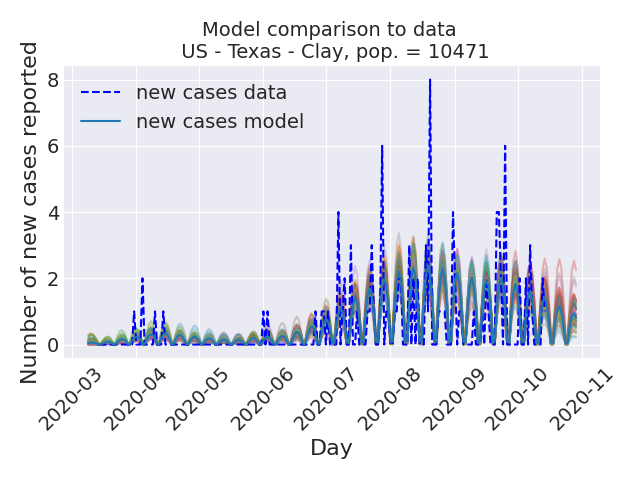 Model comparison to data
US - Texas - Clay, pop. = 10471
Number of new cases reported
8
6
4
2
0
new cases data
new cases model
2020-03
2020-04
2020-05
2020-06
2020-07
2020-08
2020-09
2020-10
2020-11
Day